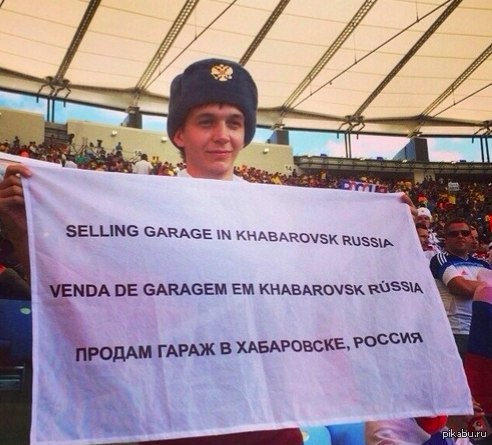 SELLING GARAGE IN KHABAROVSK RUSSIA
VENDA DE GARAGEM EM KHABAROVSK RÚSSIA
ПРОДАМ ГАРАЖ В ХАБАРОВСКЕ, РОССИЯ
pikabu.ru